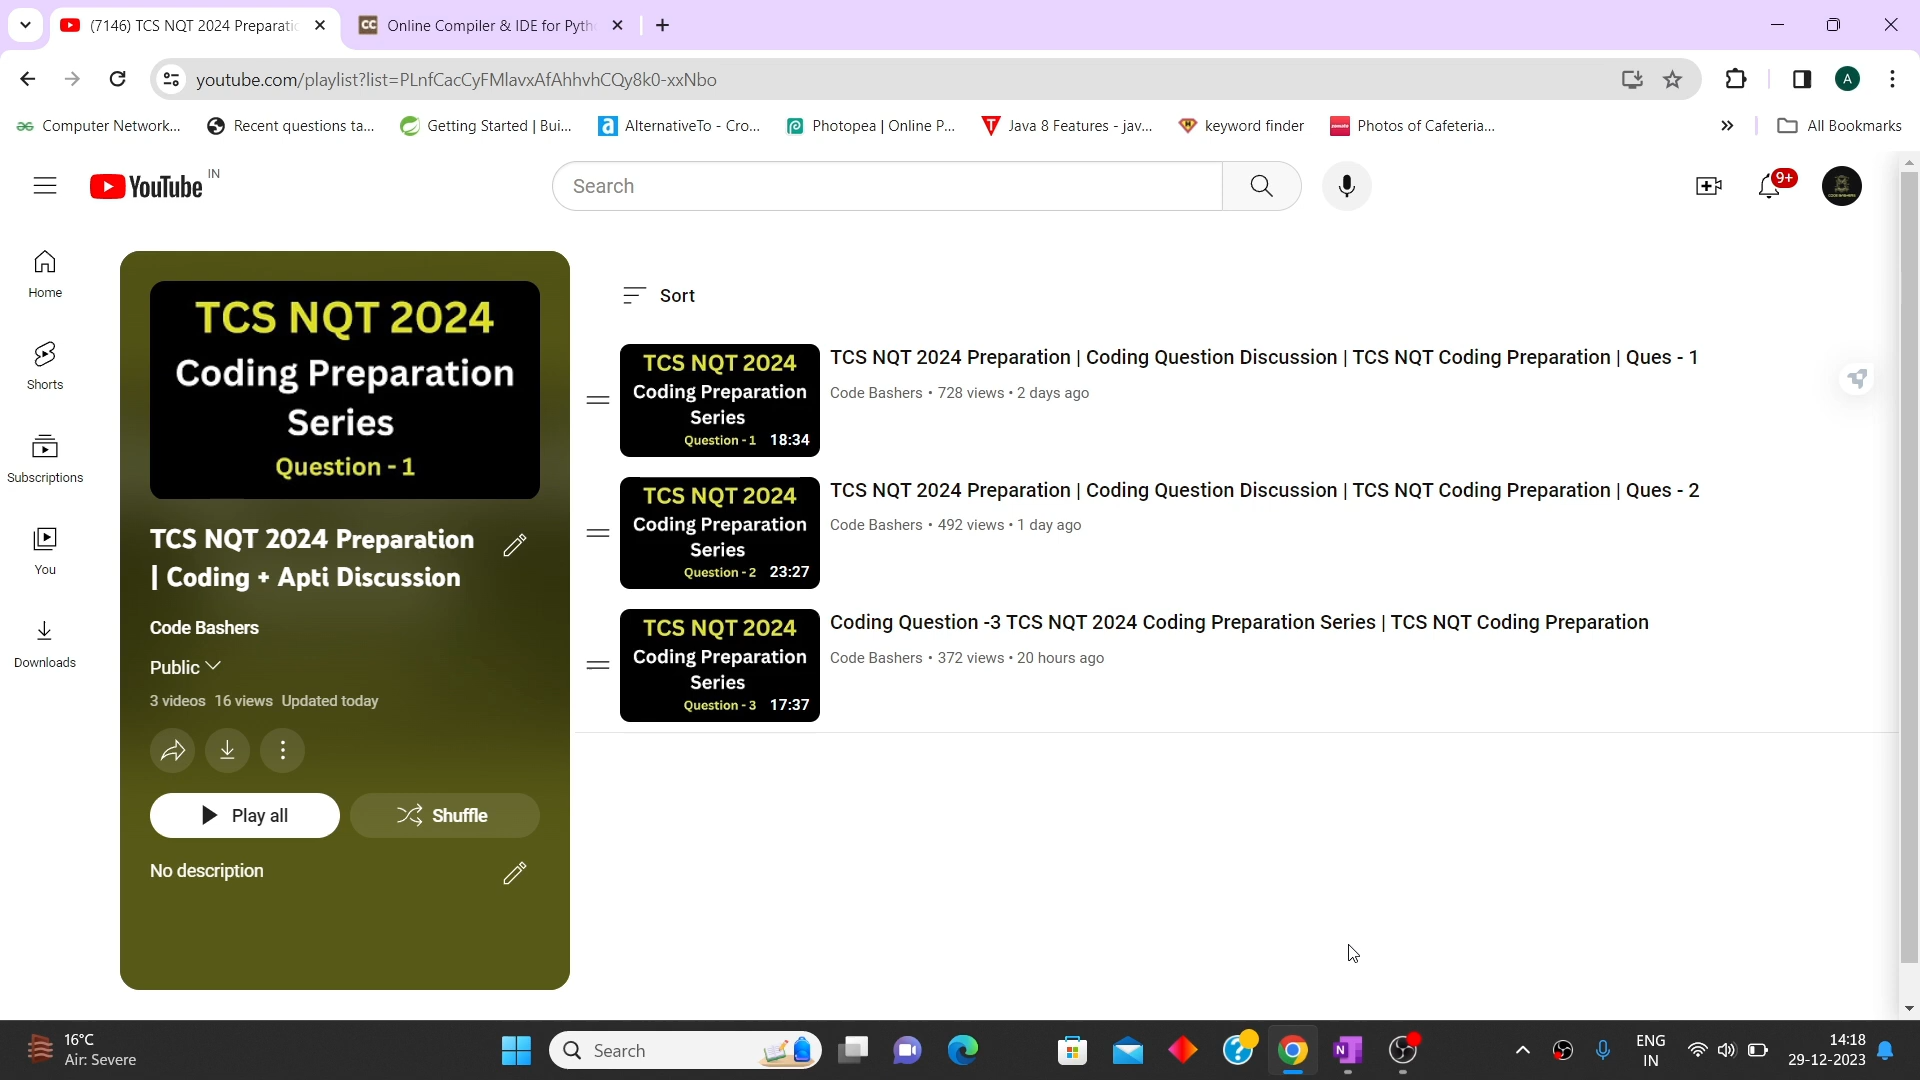 (7146) TCS NQT 2024 Preparatic
Online Compiler & IDE for Pyth
youtube.com/playlist?list=PLnfCacCyFMlavxAfAhhvhCQy8k0-xxNbo
A
Computer Network...
Recent questions ta...
Getting Started | Bui...
AlternativeTo - Cro...
Photopea | Online P...
Java 8 Features - jav...
keyword finder
Photos of Cafeteria...
All Bookmarks
YouTube IN
Search
9+
Home
Shorts
Subscriptions
You
Downloads
TCS NQT 2024
Coding Preparation
Series
Question - 1
TCS NQT 2024 Preparation
| Coding + Apti Discussion
Code Bashers
Public
3 videos 16 views Updated today
Play all
Shuffle
No description
Sort
TCS NQT 2024
Coding Preparation
Series
Question - 1 18:34
TCS NQT 2024 Preparation | Coding Question Discussion | TCS NQT Coding Preparation | Ques - 1
Code Bashers • 728 views • 2 days ago
TCS NQT 2024
Coding Preparation
Series
Question - 2 23:27
TCS NQT 2024 Preparation | Coding Question Discussion | TCS NQT Coding Preparation | Ques - 2
Code Bashers • 492 views • 1 day ago
TCS NQT 2024
Coding Preparation
Series
Question - 3 17:37
Coding Question -3 TCS NQT 2024 Coding Preparation Series | TCS NQT Coding Preparation
Code Bashers • 372 views • 20 hours ago
16°C
Air: Severe
Search
ENG
IN
14:18
29-12-2023